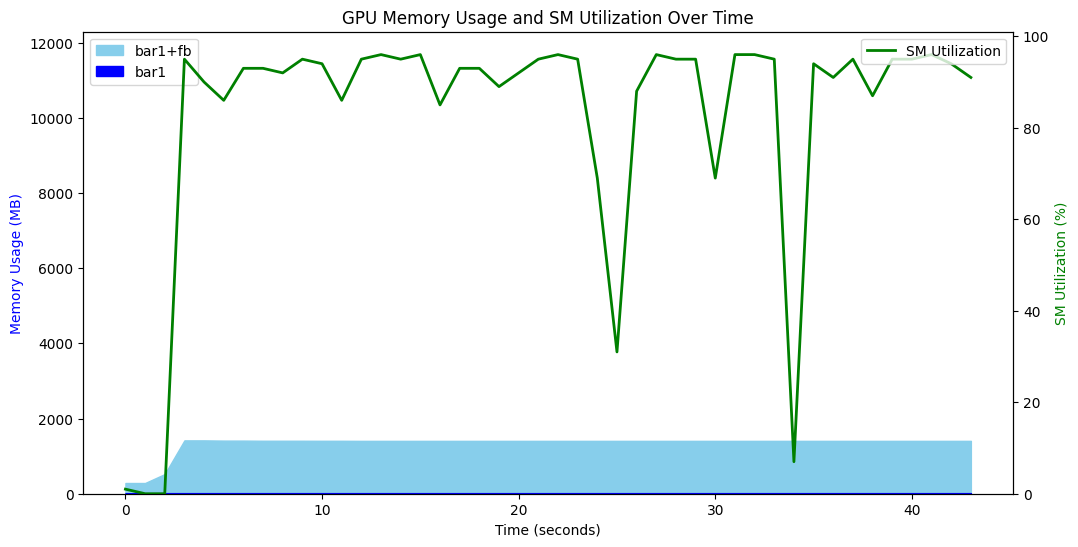 GPU Memory Usage and SM Utilization Over Time
bar1+fb
bar1
SM Utilization
Memory Usage (MB)
12000
10000
8000
6000
4000
2000
0
SM Utilization (%)
100
80
60
40
20
0
0 10 20 30 40
Time (seconds)